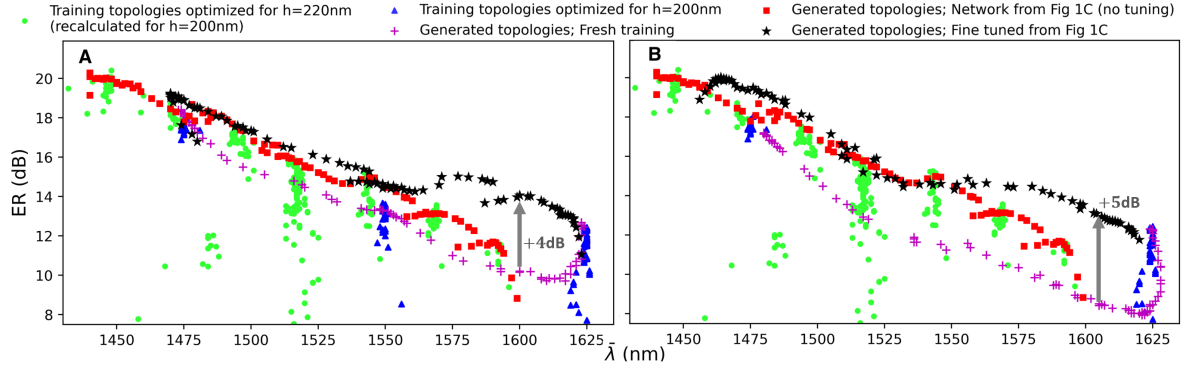 Training topologies optimized for h=220nm
(recalculated for h=200nm)
Training topologies optimized for h=200nm
Generated topologies; Fresh training
Generated topologies; Network from Fig 1C (no tuning)
Generated topologies; Fine tuned from Fig 1C
A
B
ER (dB)
20
18
16
14
12
10
8
+4dB
+5dB
1450 1475 1500 1525 1550 1575 1600 1625
1450 1475 1500 1525 1550 1575 1600 1625
λ̄ (nm)